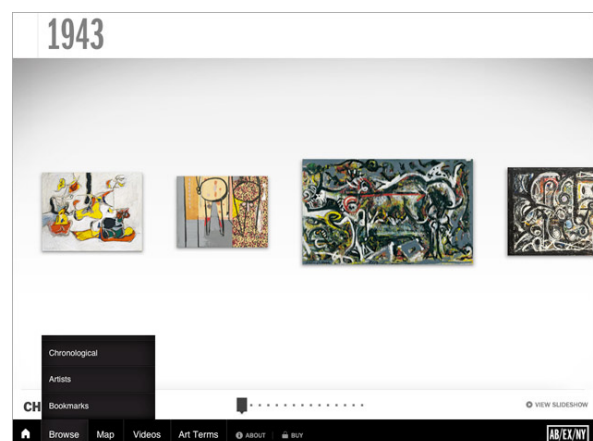 1943
Chronological
Artists
Bookmarks
CH
VIEW SLIDESHOW
Browse Map Videos Art Terms ABOUT BUY AB/EX/NY